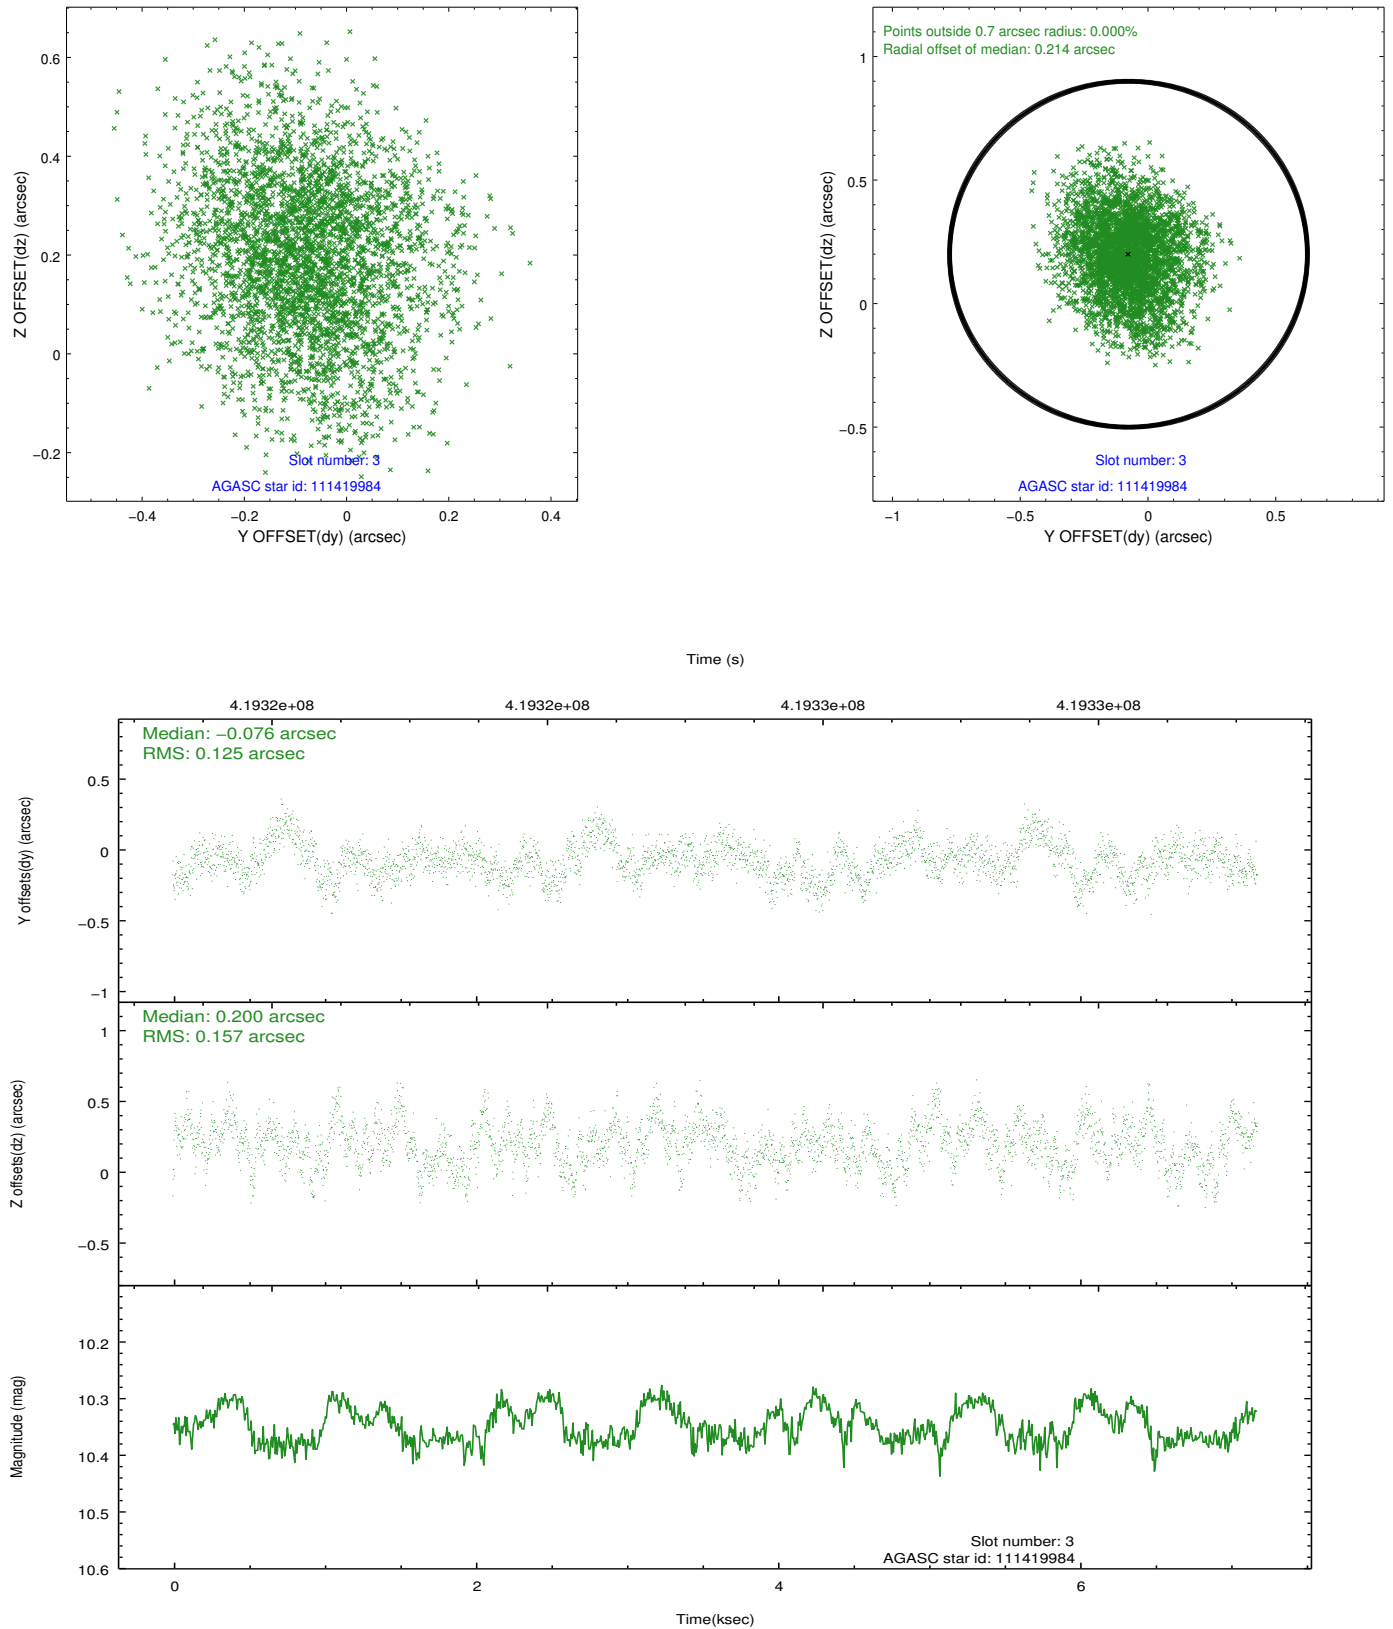 0.6
0.4
0.2
0
−0.2
Z OFFSET(dz) (arcsec)
Slot number: 3
AGASC star id: 111419984
−0.4 −0.2 0 0.2 0.4
Y OFFSET(dy) (arcsec)
Points outside 0.7 arcsec radius: 0.000%
Radial offset of median: 0.214 arcsec
1
0.5
0
−0.5
Z OFFSET(dz) (arcsec)
Slot number: 3
AGASC star id: 111419984
−1 −0.5 0 0.5
Y OFFSET(dy) (arcsec)
Time (s)
4.1932e+08 4.1932e+08 4.1933e+08 4.1933e+08
Median: −0.076 arcsec
RMS: 0.125 arcsec
0.5
0
−0.5
−1
Y offsets(dy) (arcsec)
Median: 0.200 arcsec
RMS: 0.157 arcsec
1
0.5
0
−0.5
Z offsets(dz) (arcsec)
10.2
10.3
10.4
10.5
10.6
Magnitude (mag)
Slot number: 3
AGASC star id: 111419984
0 2 4 6
Time(ksec)